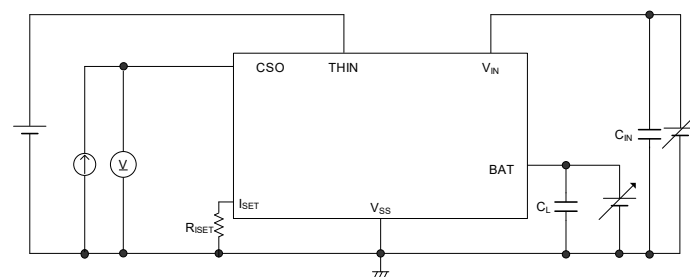 CSO THIN VIN
CIN
V
BAT
ISET
VSS
CL
RISET